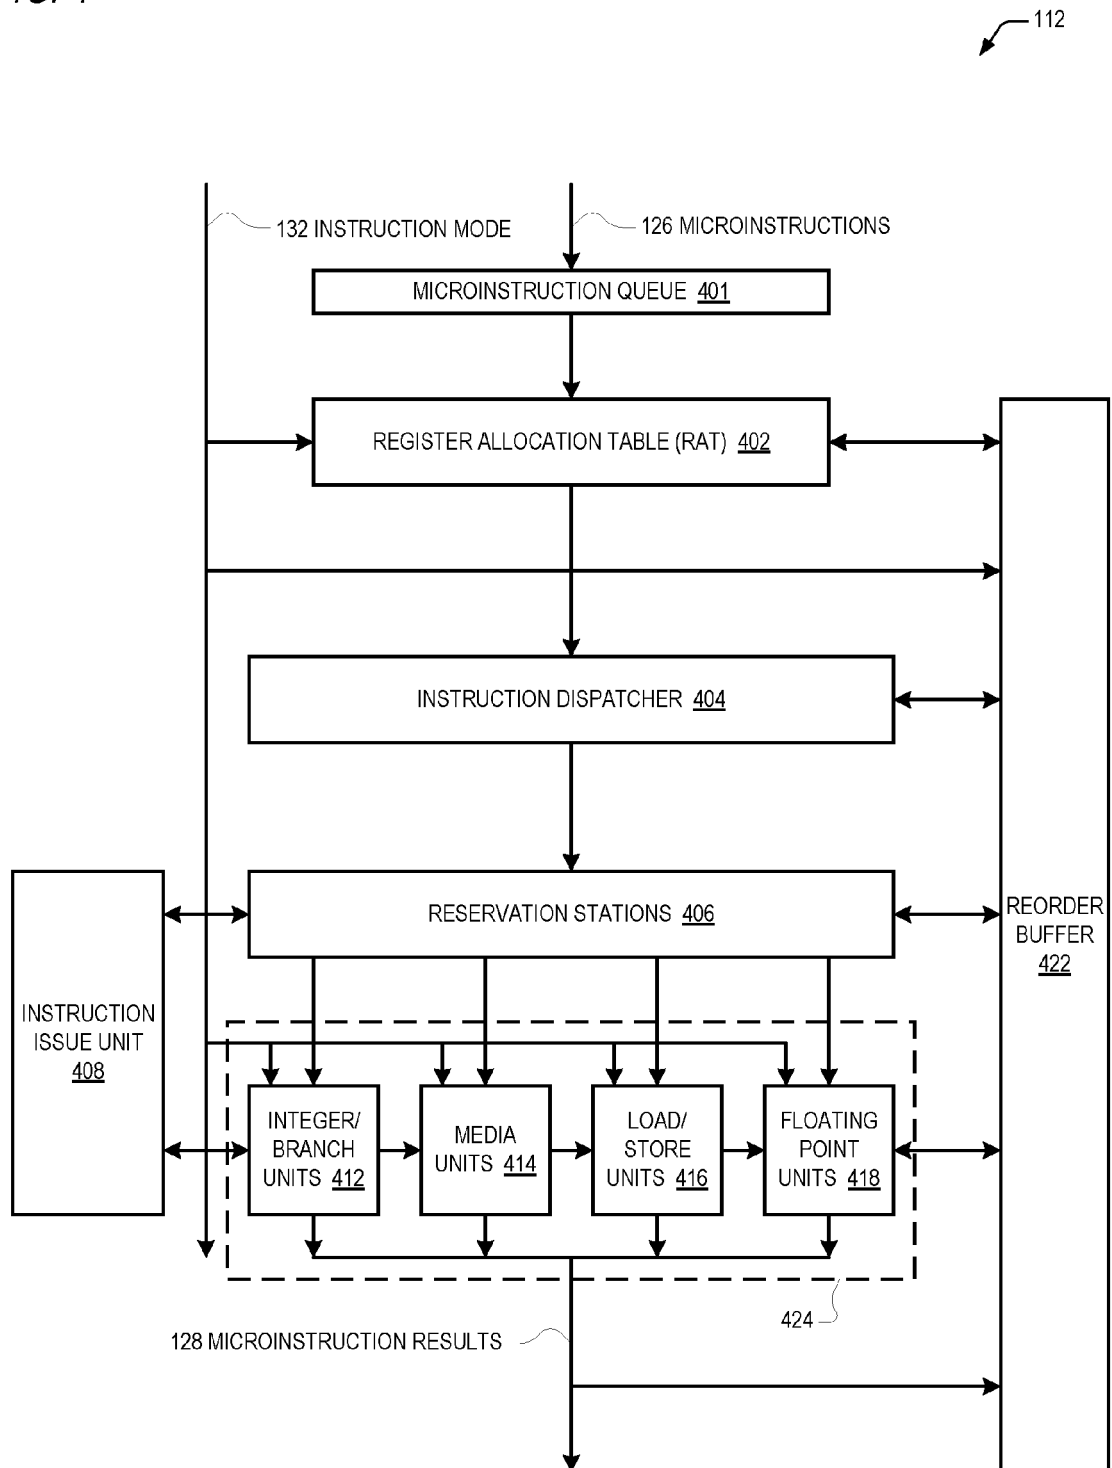 112
132 INSTRUCTION MODE
126 MICROINSTRUCTIONS
MICROINSTRUCTION QUEUE 401
REGISTER ALLOCATION TABLE (RAT) 402
INSTRUCTION DISPATCHER 404
RESERVATION STATIONS 406
REORDER
BUFFER
422
INSTRUCTION
ISSUE UNIT
408
INTEGER/
BRANCH
UNITS 412
MEDIA
UNITS 414
LOAD/
STORE
UNITS 416
FLOATING
POINT
UNITS 418
424
128 MICROINSTRUCTION RESULTS